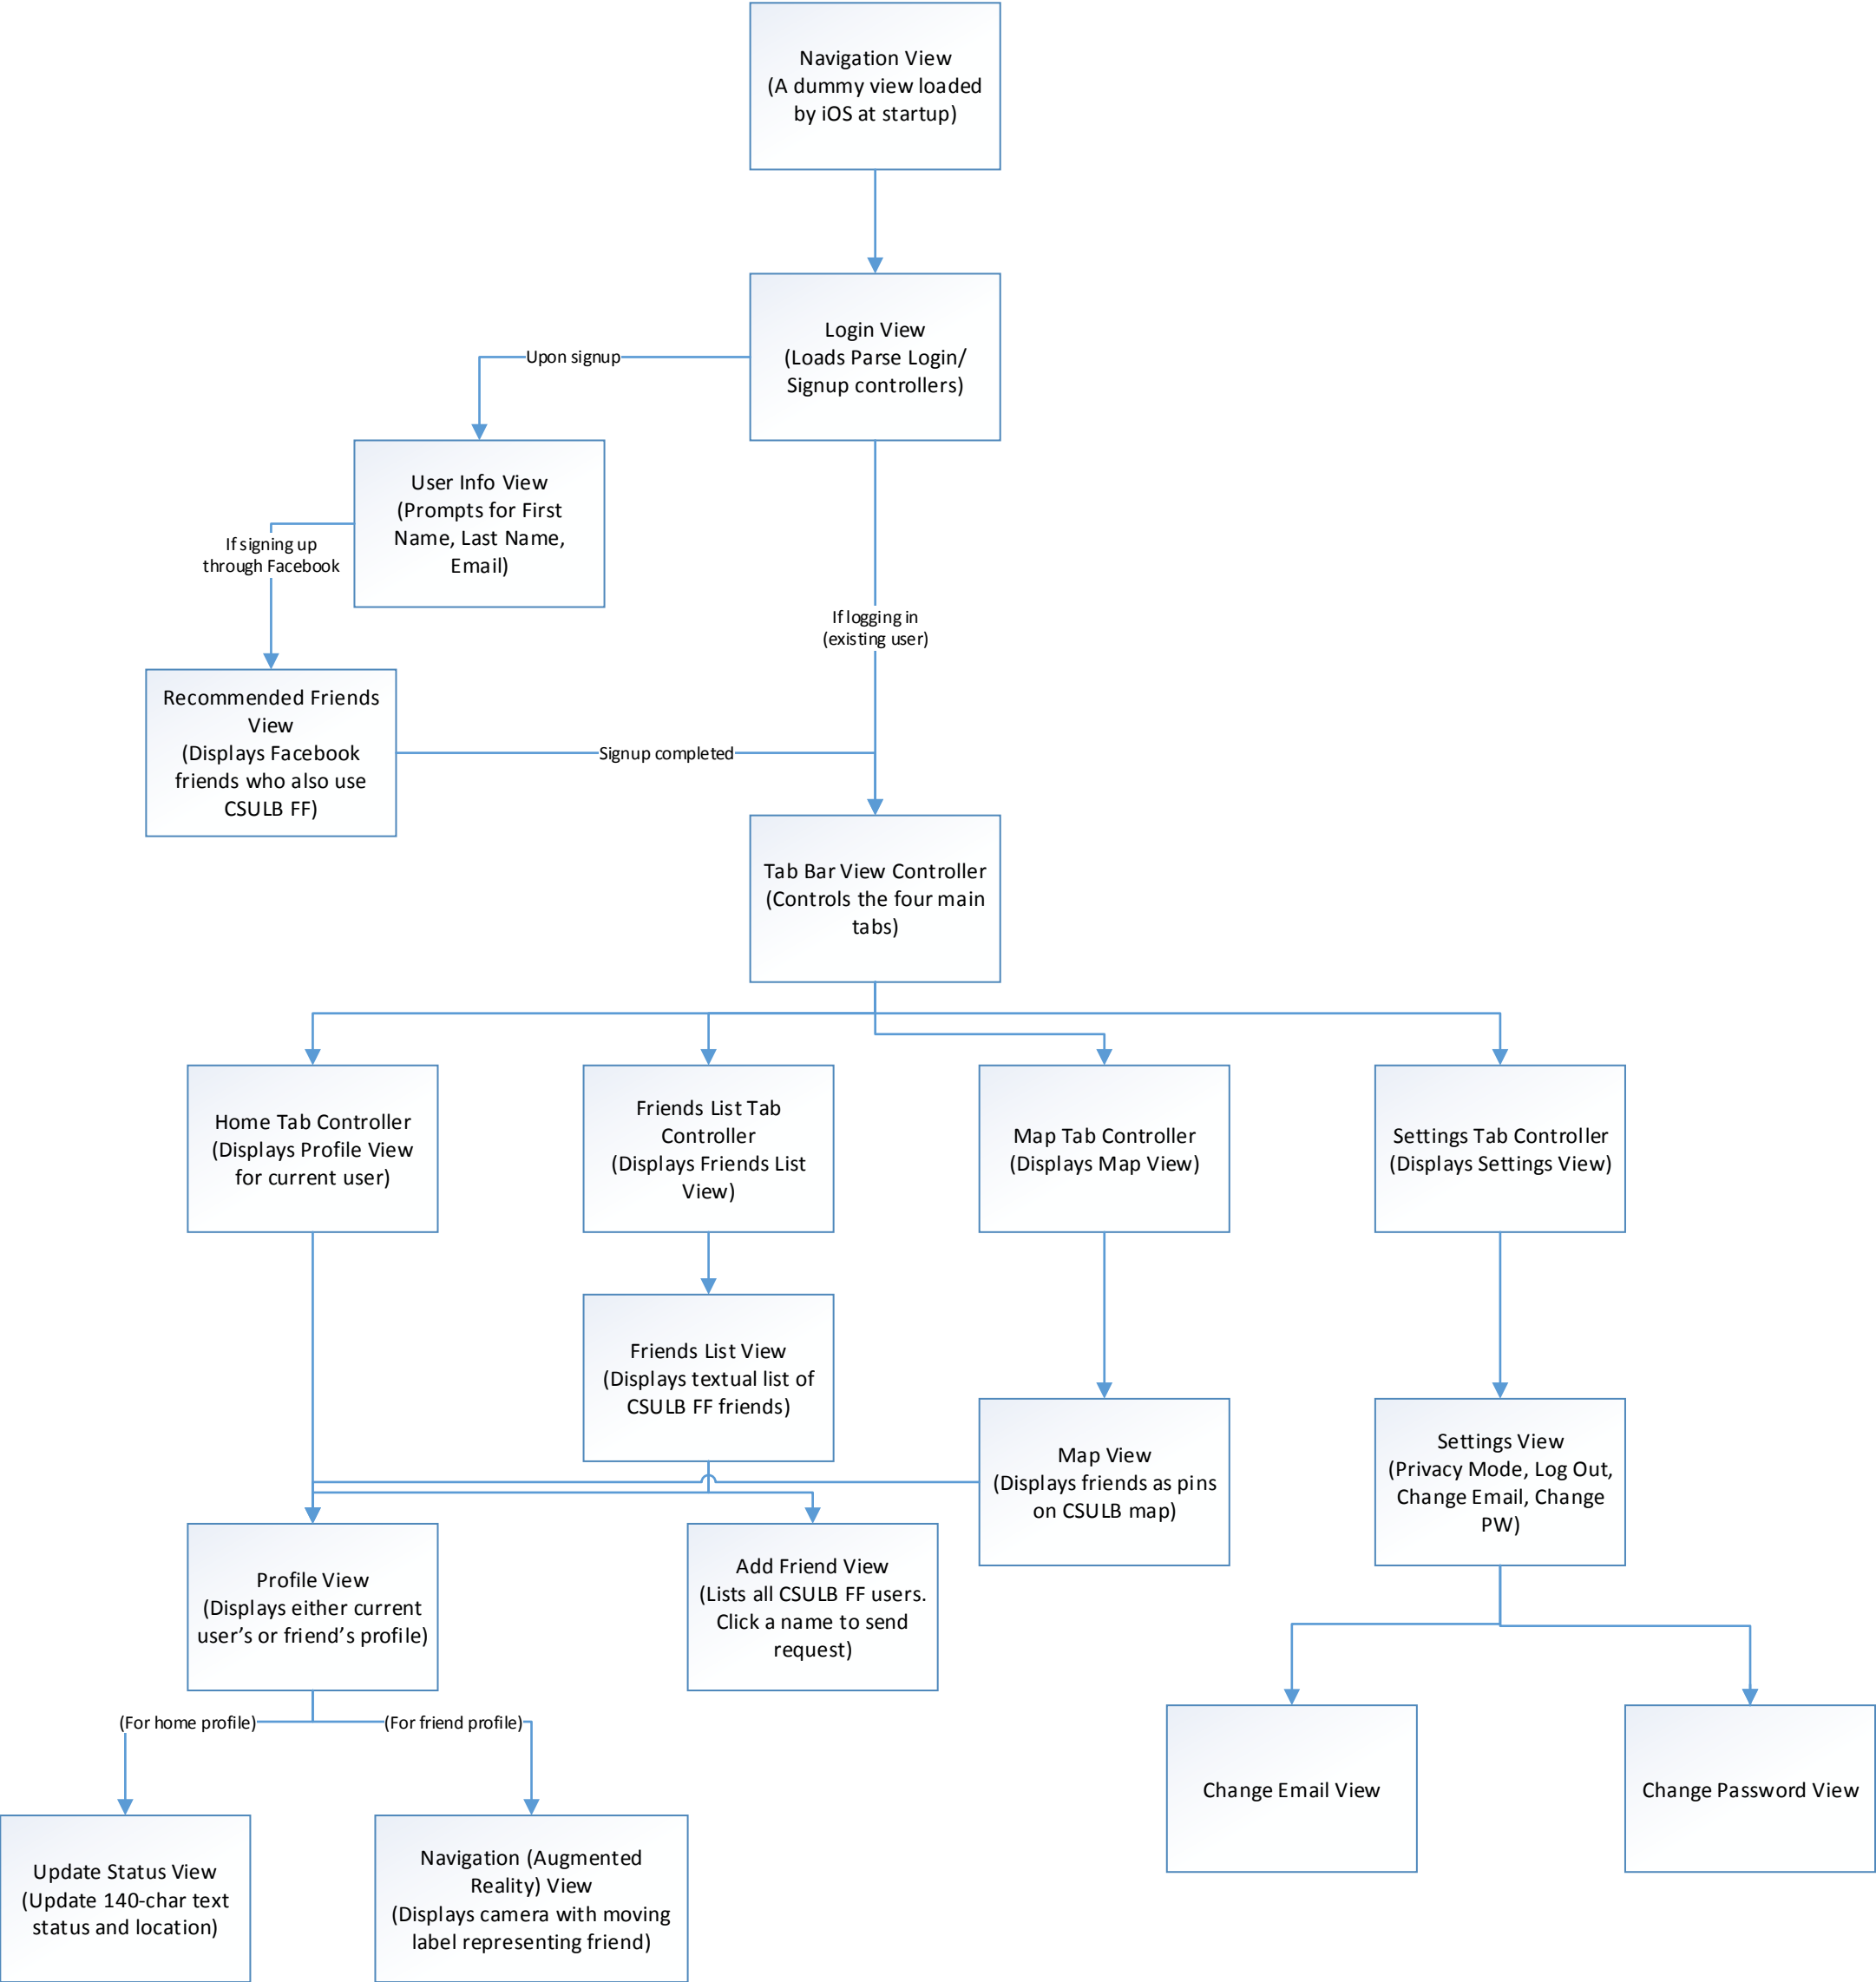 Navigation View
(A dummy view loaded
by iOS at startup)
Login View
(Loads Parse Login/
Signup controllers)
Upon signup
User Info View
(Prompts for First
Name, Last Name,
Email)
If signing up
through Facebook
If logging in
(existing user)
Recommended Friends
View
(Displays Facebook
friends who also use
CSULB FF)
Signup completed
Tab Bar View Controller
(Controls the four main
tabs)
Home Tab Controller
(Displays Profile View
for current user)
Friends List Tab
Controller
(Displays Friends List
View)
Map Tab Controller
(Displays Map View)
Settings Tab Controller
(Displays Settings View)
Friends List View
(Displays textual list of
CSULB FF friends)
Map View
(Displays friends as pins
on CSULB map)
Settings View
(Privacy Mode, Log Out,
Change Email, Change
PW)
Profile View
(Displays either current
user’s or friend’s profile)
Add Friend View
(Lists all CSULB FF users.
Click a name to send
request)
(For home profile)
(For friend profile)
Change Email View
Change Password View
Update Status View
(Update 140-char text
status and location)
Navigation (Augmented
Reality) View
(Displays camera with moving
label representing friend)